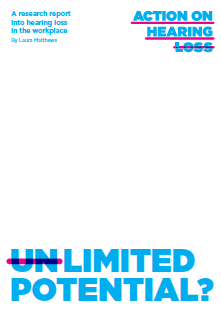 A research report
into hearing loss
in the workplace
By Laura Matthews
ACTION ON
HEARING
LOSS
UNLIMITED
POTENTIAL?